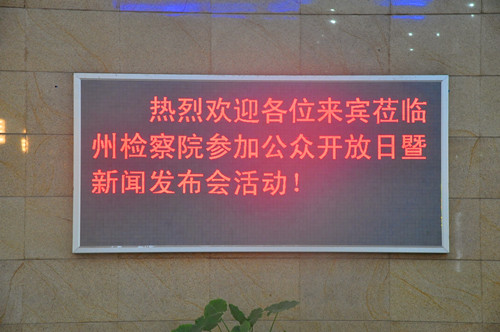 热烈欢迎各位来宾莅临
州检察院参加公众开放日暨
新闻发布会活动！